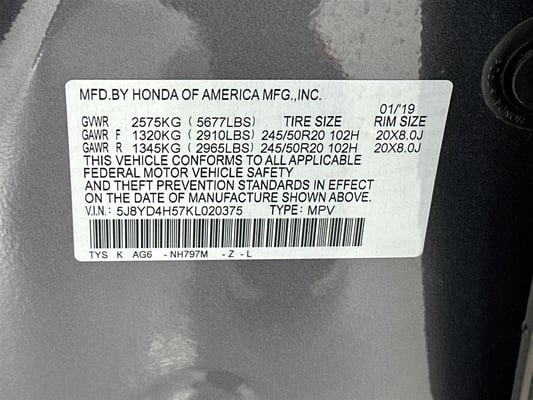 MFD.BY HONDA OF AMERICA MFG.,INC.
01/19
GVWR 2575KG (5677LBS) TIRE SIZE RIM SIZE
GAWR F 1320KG (2910LBS) 245/50R20 102H 20X8.0J
GAWR R 1345KG (2965LBS) 245/50R20 102H 20X8.0J
THIS VEHICLE CONFORMS TO ALL APPLICABLE
FEDERAL MOTOR VEHICLE SAFETY
AND THEFT PREVENTION STANDARDS IN EFFECT
ON THE DATE OF MANUFACTURE SHOWN ABOVE.
V.I.N: 5J8YD4H57KL020375 TYPE: MPV
TYS K AG6 -NH797M -Z-L